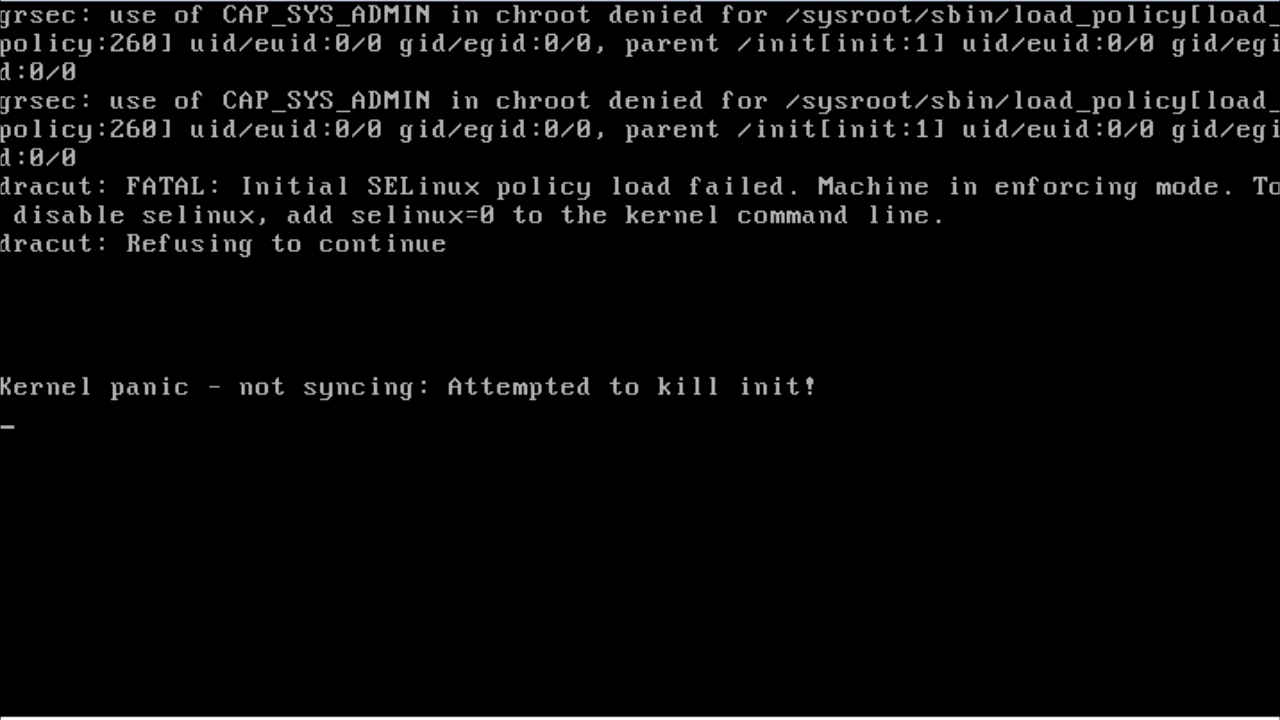 grsec: use of CAP_SYS_ADMIN in chroot denied for /sysroot/sbin/load_policy[load_
policy:260] uid/euid:0/0 gid/egid:0/0, parent /init[init:1] uid/euid:0/0 gid/egi
d:0/0
grsec: use of CAP_SYS_ADMIN in chroot denied for /sysroot/sbin/load_policy[load_
policy:260] uid/euid:0/0 gid/egid:0/0, parent /init[init:1] uid/euid:0/0 gid/egi
d:0/0
dracut: FATAL: Initial SELinux policy load failed. Machine in enforcing mode. To
 disable selinux, add selinux=0 to the kernel command line.
dracut: Refusing to continue
Kernel panic - not syncing: Attempted to kill init!